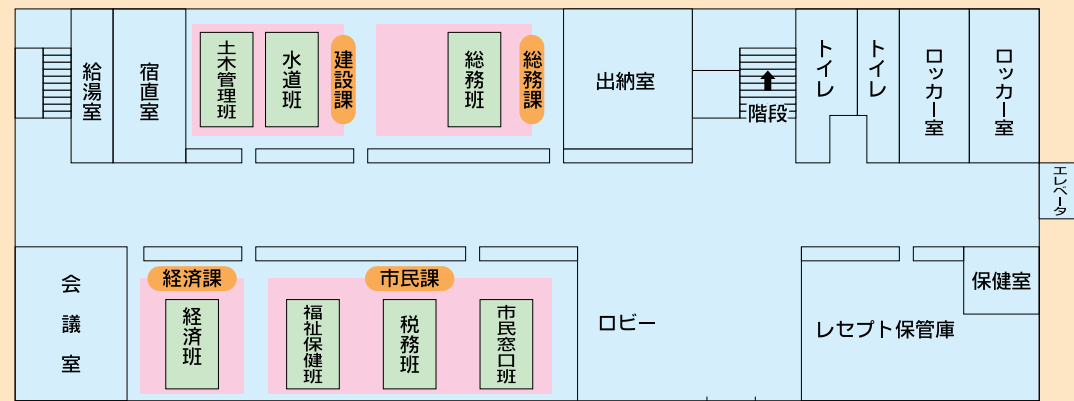 給湯室
宿直室
土木管理班
水道班
建設課
総務班
総務課
出納室
階段
トイレ
トイレ
ロッカー室
ロッカー室
エレベータ
会議室
経済課
経済班
市民課
福祉保健班
税務班
市民窓口班
ロビー
レセプト保管庫
保健室